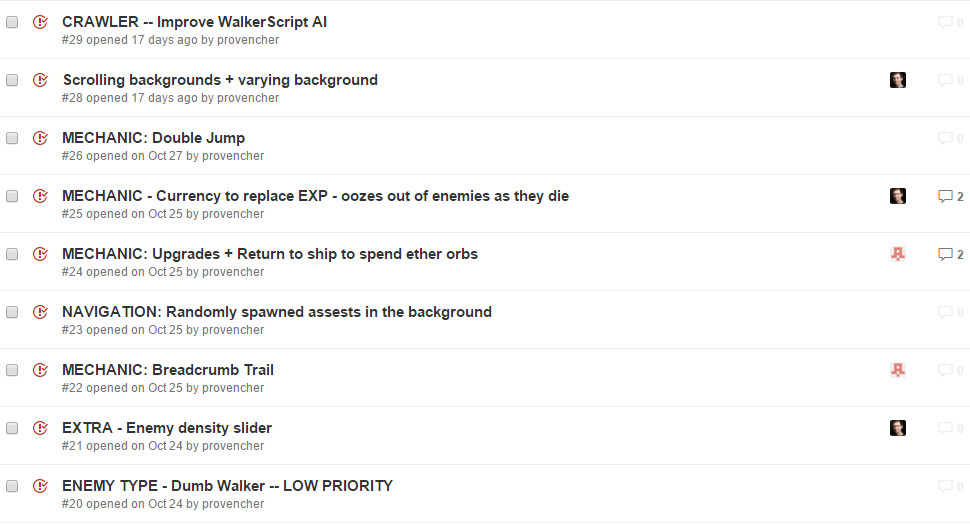 CRAWLER -- Improve WalkerScript AI 0
#29 opened 17 days ago by provencher
Scrolling backgrounds + varying background 0
#28 opened 17 days ago by provencher
MECHANIC: Double Jump 0
#26 opened on Oct 27 by provencher
MECHANIC - Currency to replace EXP - oozes out of enemies as they die 2
#25 opened on Oct 25 by provencher
MECHANIC: Upgrades + Return to ship to spend ether orbs 2
#24 opened on Oct 25 by provencher
NAVIGATION: Randomly spawned assests in the background 0
#23 opened on Oct 25 by provencher
MECHANIC: Breadcrumb Trail 0
#22 opened on Oct 25 by provencher
EXTRA - Enemy density slider 0
#21 opened on Oct 24 by provencher
ENEMY TYPE - Dumb Walker -- LOW PRIORITY 0
#20 opened on Oct 24 by provencher